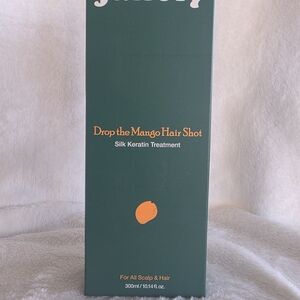 Drop the Mango Hair Shot
Silk Keratin Treatment
For All Scalp & Hair
300ml / 10.14 fl. oz.